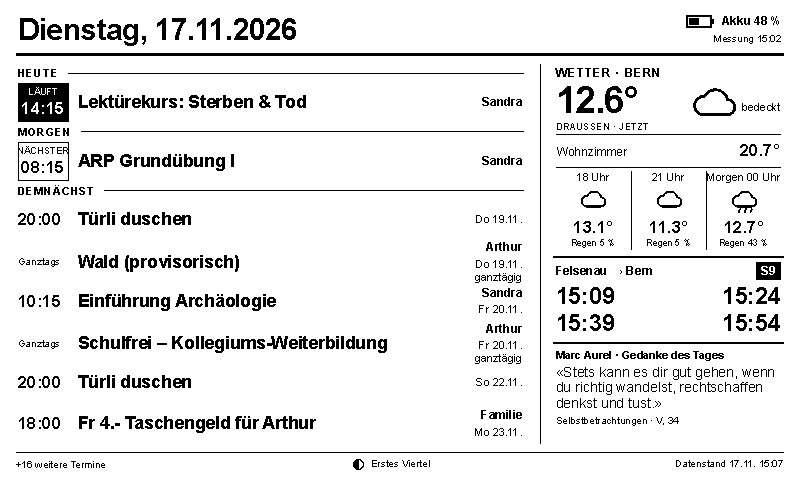 Dienstag, 17.11.2026
Akku 48 %
Messung 15:02
HEUTE
LÄUFT
14:15
Lektürekurs: Sterben & Tod
Sandra
MORGEN
NÄCHSTER
08:15
ARP Grundübung I
Sandra
DEMNÄCHST
20:00
Türli duschen
Do 19.11.
Ganztags
Wald (provisorisch)
Arthur
Do 19.11.
ganztägig
10:15
Einführung Archäologie
Sandra
Fr 20.11.
Ganztags
Schulfrei – Kollegiums-Weiterbildung
Arthur
Fr 20.11.
ganztägig
20:00
Türli duschen
So 22.11.
18:00
Fr 4.- Taschengeld für Arthur
Familie
Mo 23.11.
WETTER · BERN
12.6°
bedeckt
DRAUSSEN · JETZT
Wohnzimmer
20.7°
18 Uhr
21 Uhr
Morgen 00 Uhr
13.1°
11.3°
12.7°
Regen 5 %
Regen 5 %
Regen 43 %
Felsenau › Bern
S9
15:09
15:24
15:39
15:54
Marc Aurel · Gedanke des Tages
«Stets kann es dir gut gehen, wenn
du richtig wandelst, rechtschaffen
denkst und tust.»
Selbstbetrachtungen · V, 34
+16 weitere Termine
Erstes Viertel
Datenstand 17.11. 15:07